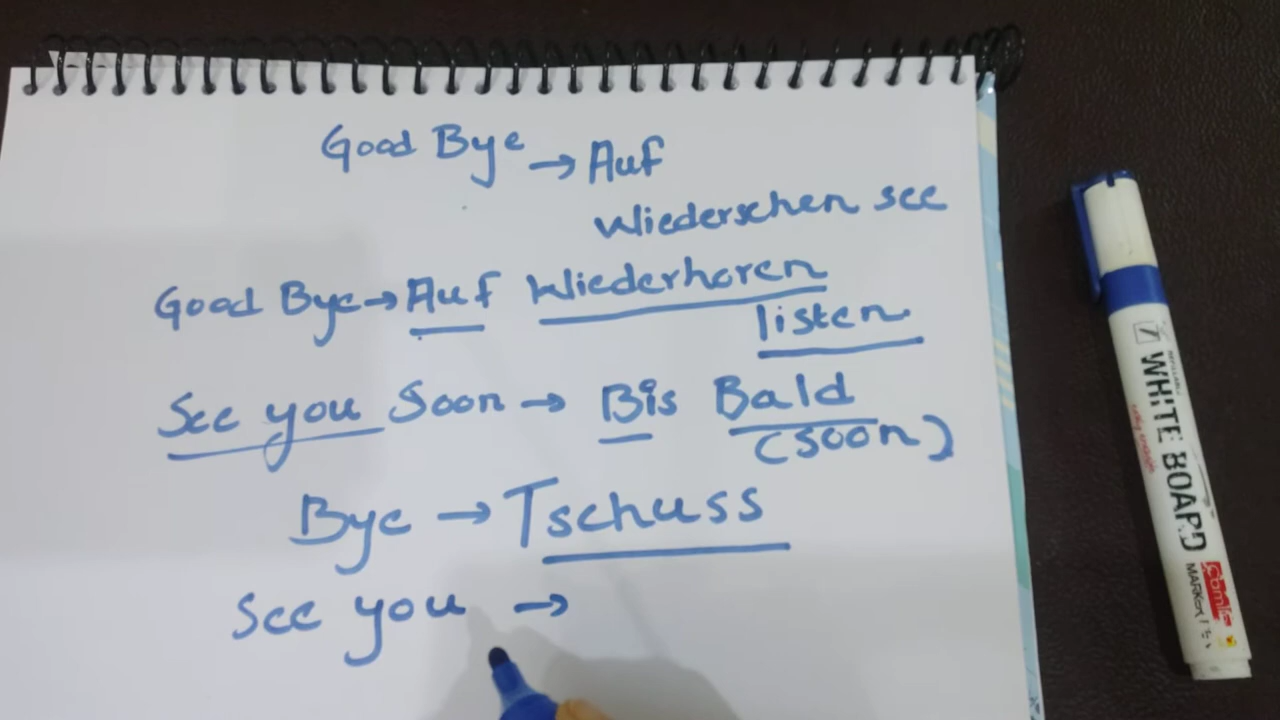 Good Bye → Auf
Wiedersehen see
Good Bye → Auf Wiederhoren
listen
See you Soon → Bis Bald
(soon)
Bye → Tschuss
See you →
WHITE BOARD
MARKER